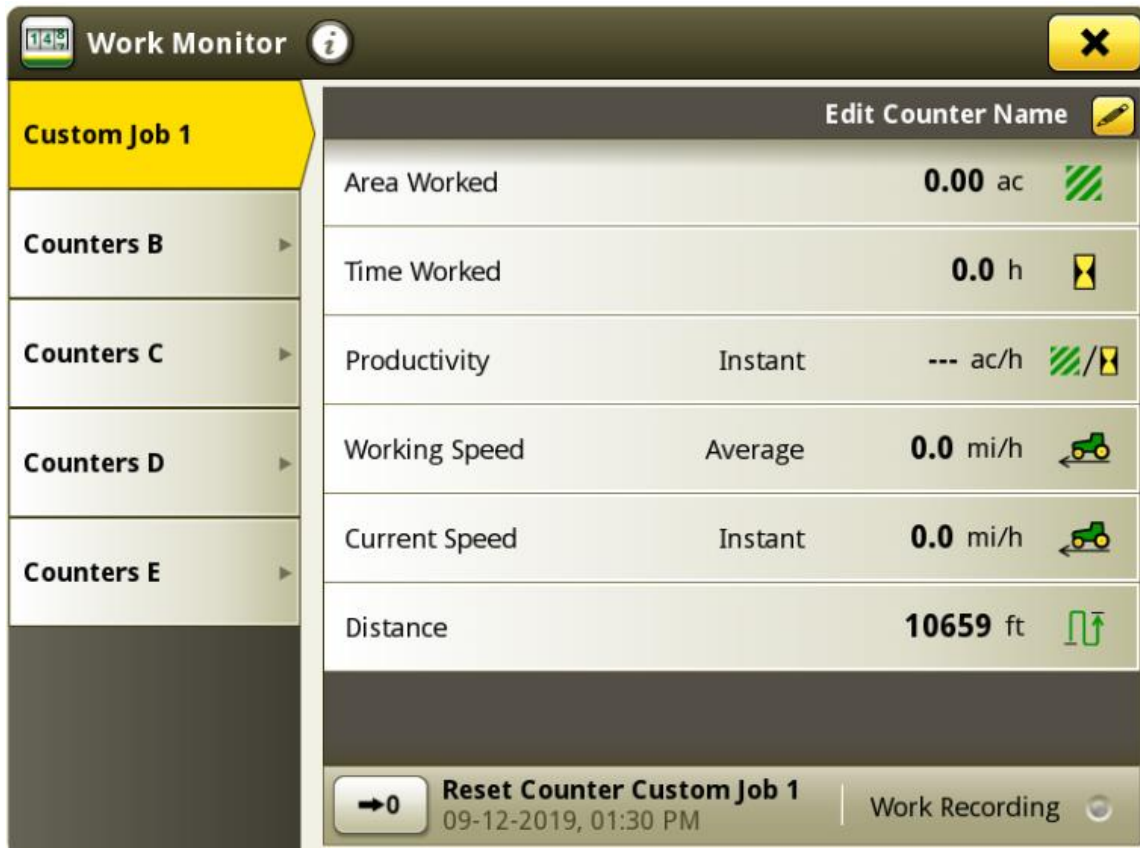 Work Monitor
Custom Job 1
Counters B
Counters C
Counters D
Counters E
Edit Counter Name
Area Worked 0.00 ac
Time Worked 0.0 h
Productivity Instant --- ac/h
Working Speed Average 0.0 mi/h
Current Speed Instant 0.0 mi/h
Distance 10659 ft
→0
Reset Counter Custom Job 1
09-12-2019, 01:30 PM
Work Recording